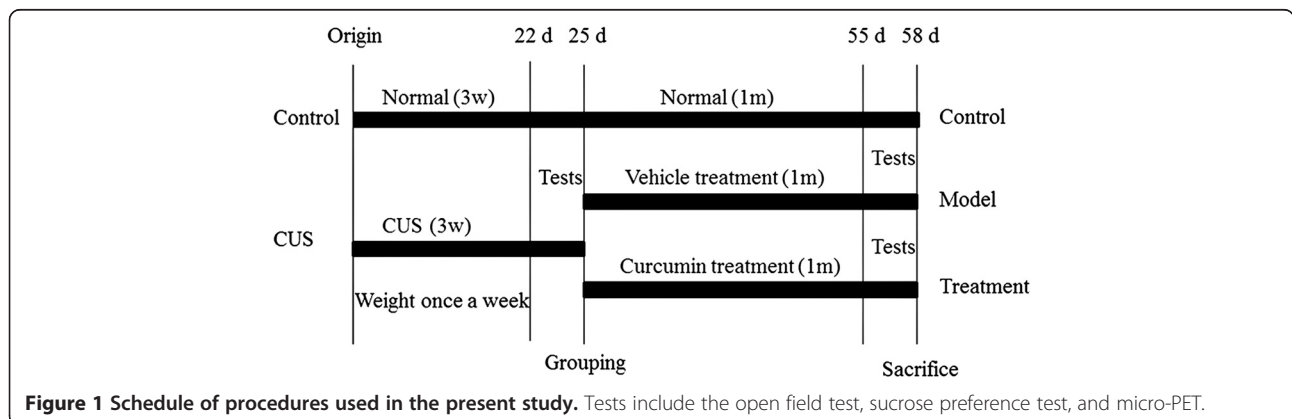 Origin 22 d 25 d 55 d 58 d
Normal (3w) Normal (1m)
Control Control
Tests
Tests Vehicle treatment (1m)
Model
CUS (3w)
CUS Tests
Curcumin treatment (1m)
Treatment
Weight once a week
Grouping Sacrifice
Figure 1 Schedule of procedures used in the present study. Tests include the open field test, sucrose preference test, and micro-PET.